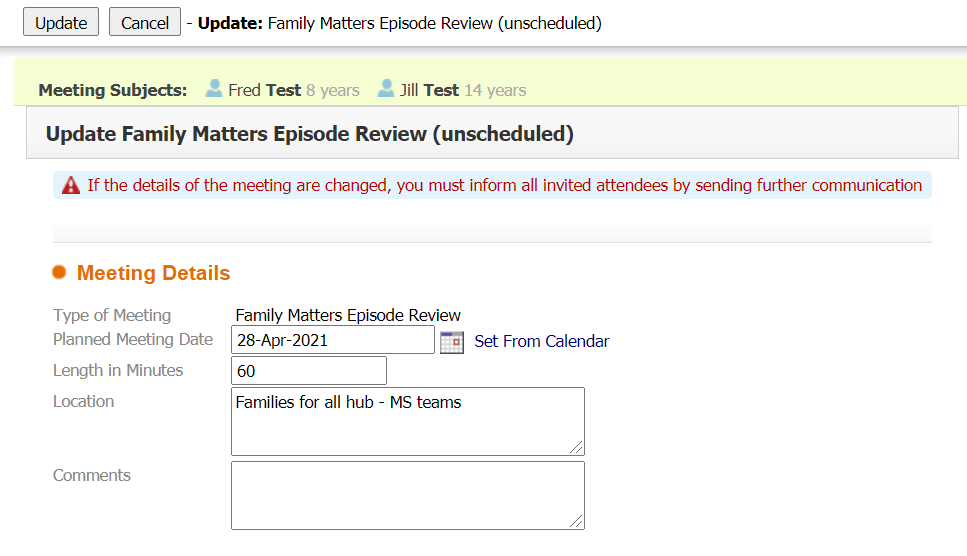 Update Cancel - Update: Family Matters Episode Review (unscheduled)
Meeting Subjects: Fred Test 8 years Jill Test 14 years
Update Family Matters Episode Review (unscheduled)
If the details of the meeting are changed, you must inform all invited attendees by sending further communication
Meeting Details
Type of Meeting Family Matters Episode Review
Planned Meeting Date 28-Apr-2021 Set From Calendar
Length in Minutes 60
Location Families for all hub - MS teams
Comments